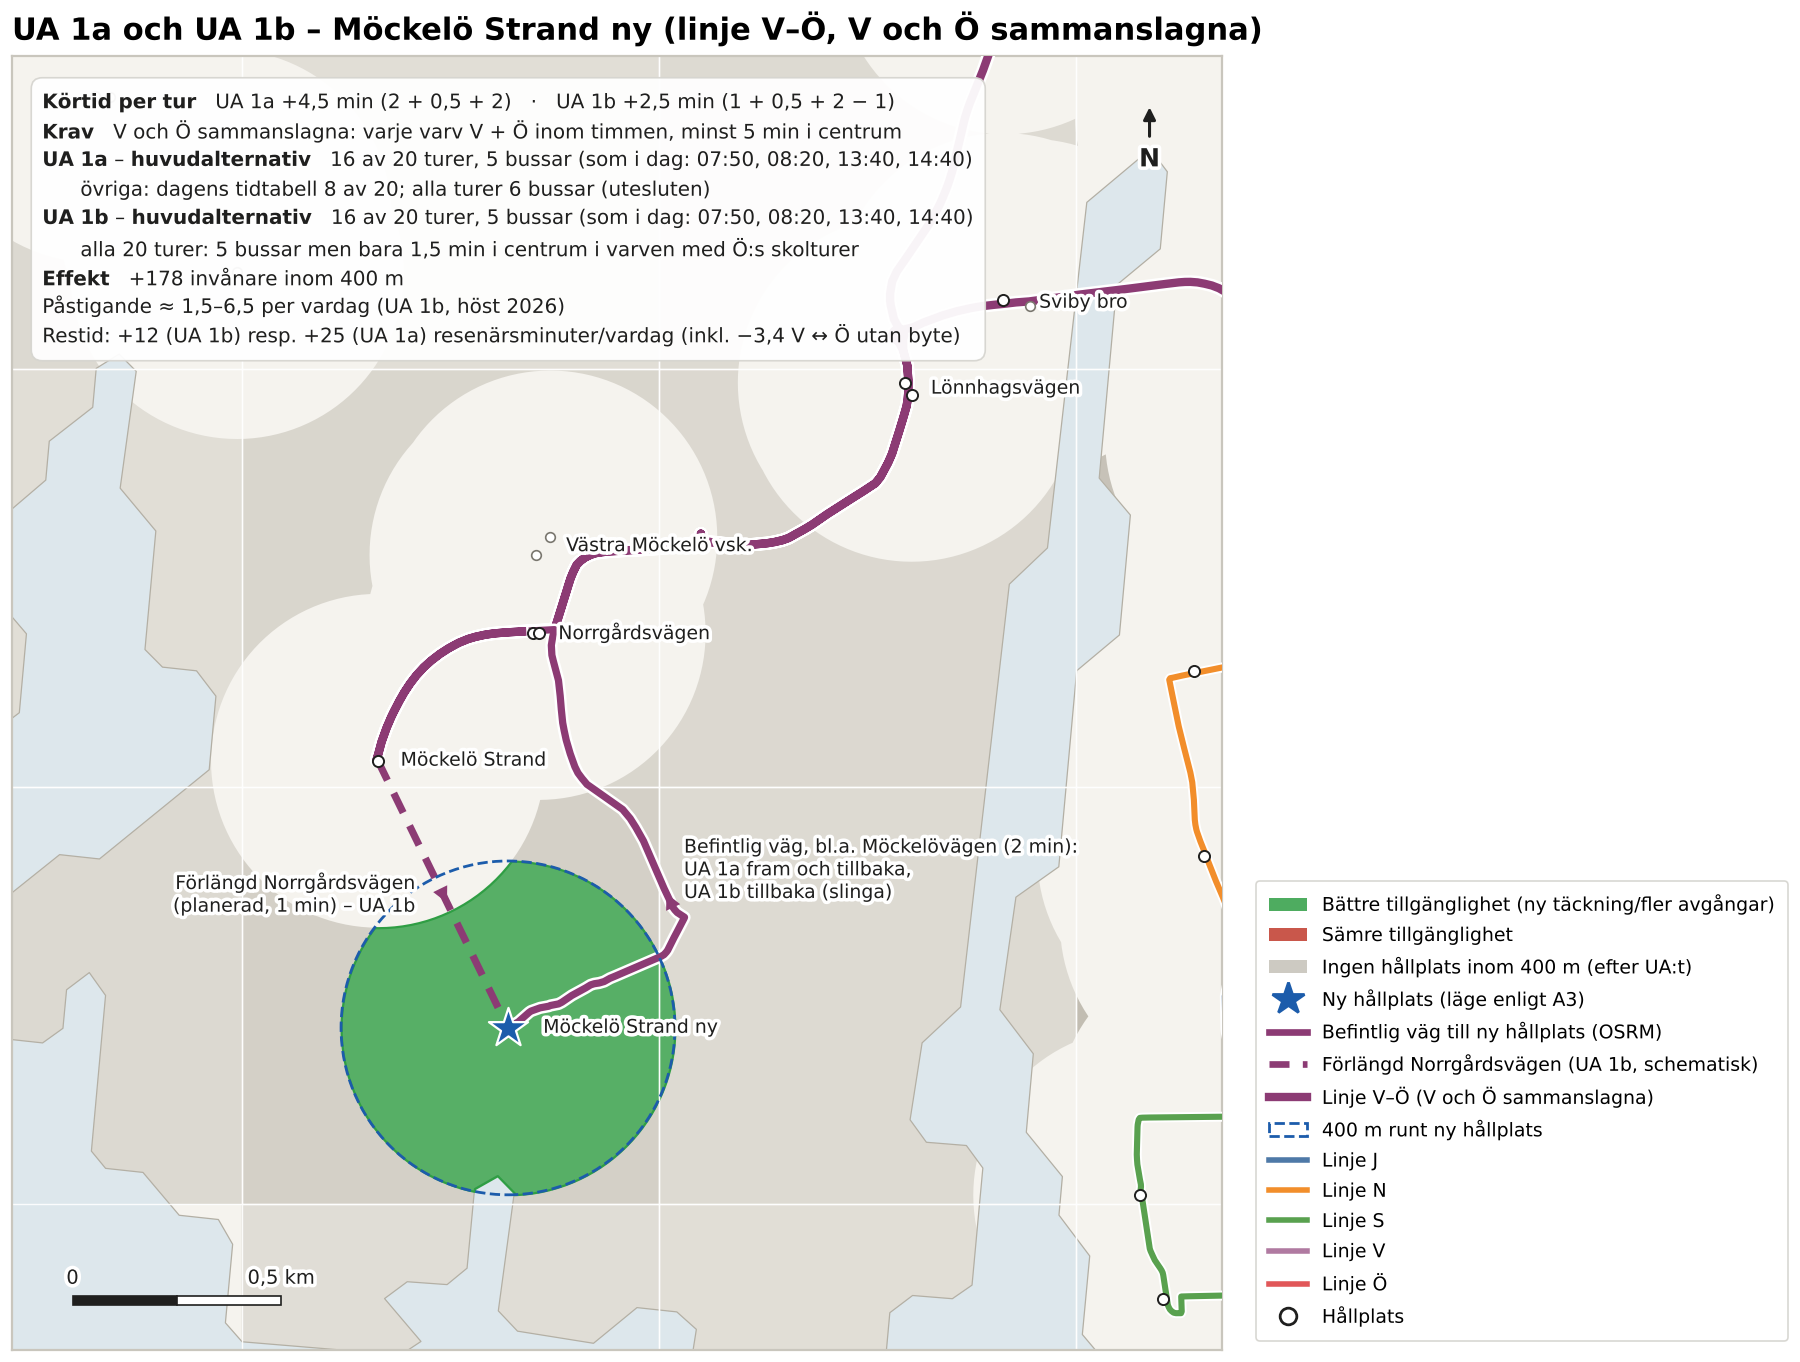 UA 1a och UA 1b – Möckelö Strand ny (linje V–Ö, V och Ö sammanslagna)
Körtid per tur UA 1a +4,5 min (2 + 0,5 + 2) · UA 1b +2,5 min (1 + 0,5 + 2 − 1)
Krav V och Ö sammanslagna: varje varv V + Ö inom timmen, minst 5 min i centrum
UA 1a – huvudalternativ 16 av 20 turer, 5 bussar (som i dag: 07:50, 08:20, 13:40, 14:40)
övriga: dagens tidtabell 8 av 20; alla turer 6 bussar (utesluten)
UA 1b – huvudalternativ 16 av 20 turer, 5 bussar (som i dag: 07:50, 08:20, 13:40, 14:40)
alla 20 turer: 5 bussar men bara 1,5 min i centrum i varven med Ö:s skolturer
Effekt +178 invånare inom 400 m
Påstigande ≈ 1,5–6,5 per vardag (UA 1b, höst 2026)
Restid: +12 (UA 1b) resp. +25 (UA 1a) resenärsminuter/vardag (inkl. −3,4 V ↔ Ö utan byte)
N
Sviby bro
Lönnhagsvägen
Västra Möckelö vsk.
Norrgårdsvägen
Möckelö Strand
Befintlig väg, bl.a. Möckelövägen (2 min):
UA 1a fram och tillbaka,
UA 1b tillbaka (slinga)
Förlängd Norrgårdsvägen
(planerad, 1 min) – UA 1b
Möckelö Strand ny
0 0,5 km
Bättre tillgänglighet (ny täckning/fler avgångar)
Sämre tillgänglighet
Ingen hållplats inom 400 m (efter UA:t)
Ny hållplats (läge enligt A3)
Befintlig väg till ny hållplats (OSRM)
Förlängd Norrgårdsvägen (UA 1b, schematisk)
Linje V–Ö (V och Ö sammanslagna)
400 m runt ny hållplats
Linje J
Linje N
Linje S
Linje V
Linje Ö
Hållplats